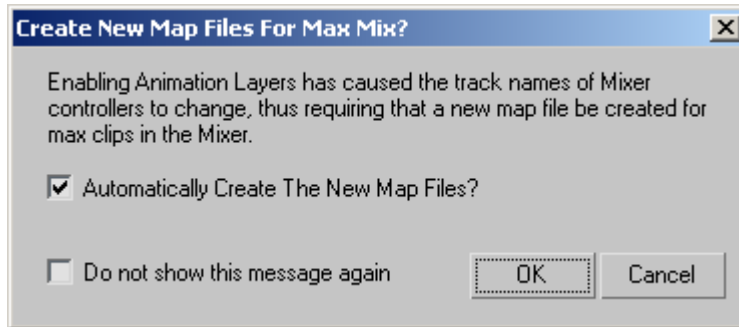 Create New Map Files For Max Mix?
Enabling Animation Layers has caused the track names of Mixer
controllers to change, thus requiring that a new map file be created for
max clips in the Mixer.
Automatically Create The New Map Files?
Do not show this message again
OK
Cancel